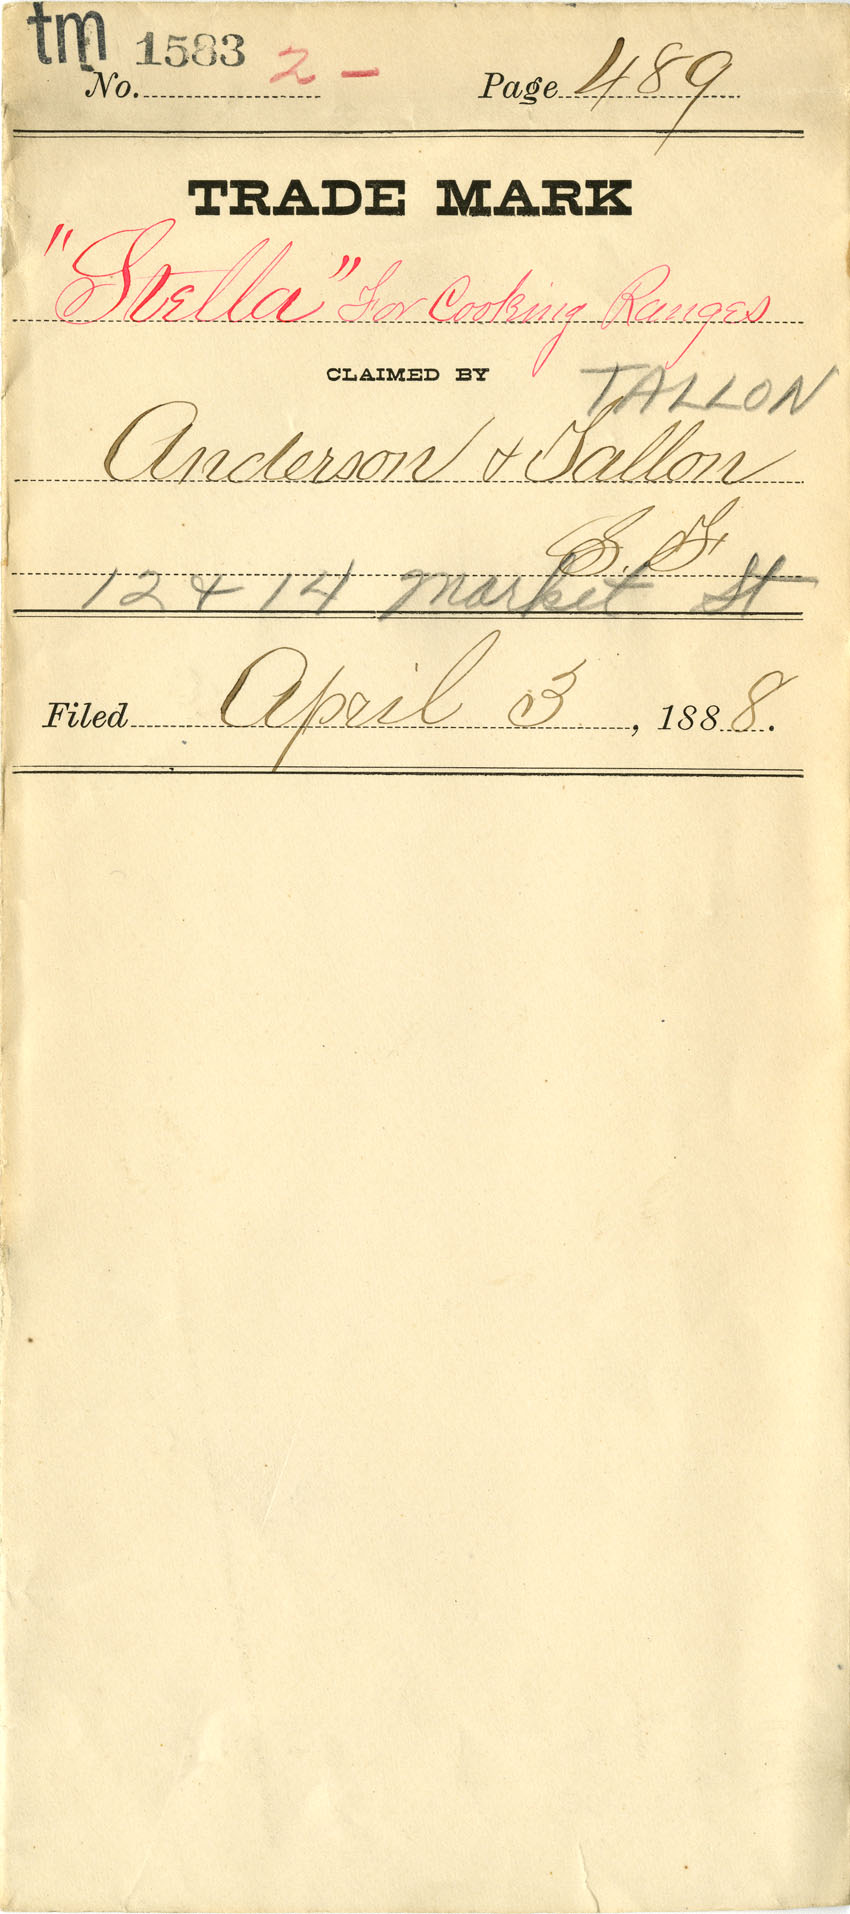 tm 1583 2 -
No. Page 489
TRADE MARK
"Stella" For Cooking Ranges
CLAIMED BY
TALLON
Anderson & Tallon
S. F.
12 & 14 Market St
Filed April 3, 1888.